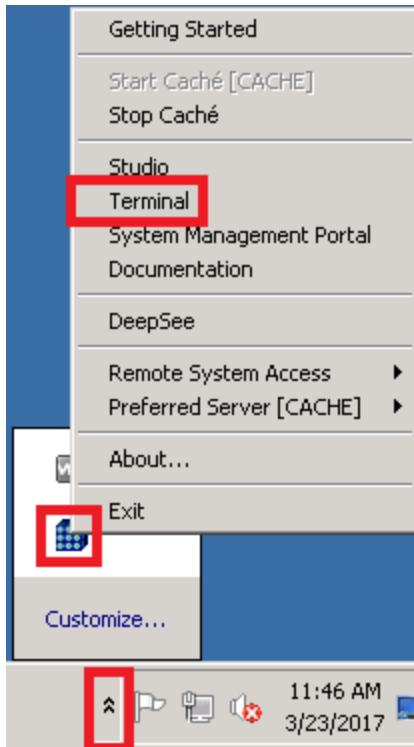 Getting Started
Start Caché [CACHE]
Stop Caché
Studio
Terminal
System Management Portal
Documentation
DeepSee
Remote System Access
Preferred Server [CACHE]
About...
Exit
Customize...
11:46 AM
3/23/2017